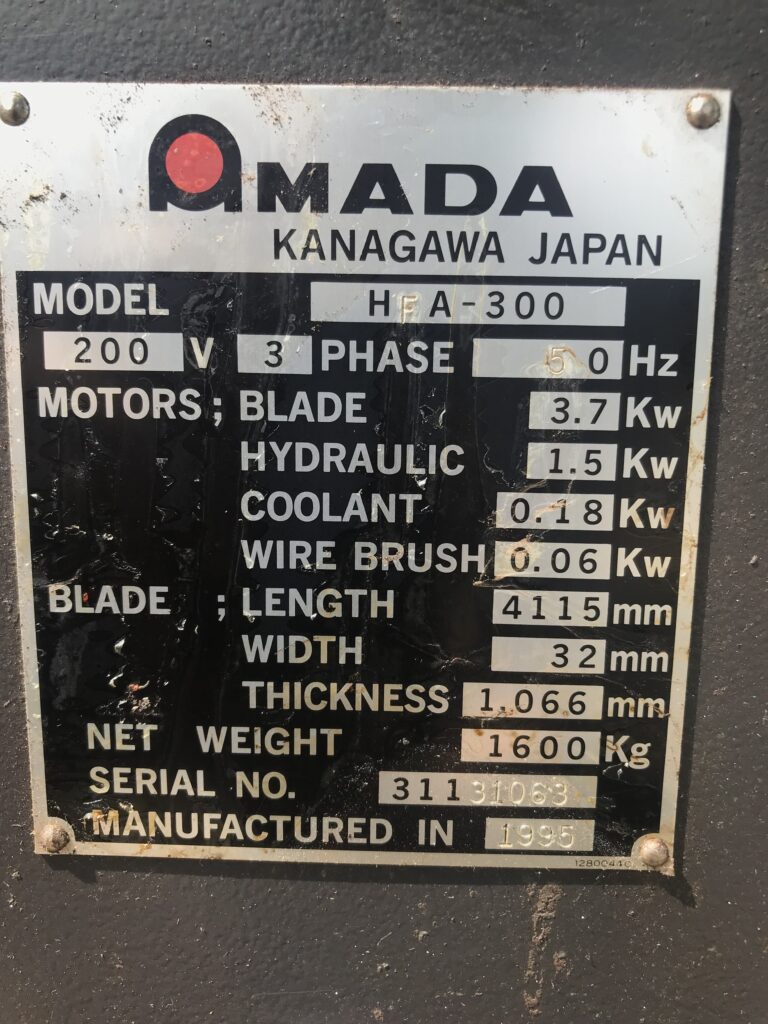 AMADA
KANAGAWA JAPAN
MODEL HFA-300
200 V 3 PHASE 50 Hz
MOTORS ; BLADE 3.7 Kw
HYDRAULIC 1.5 Kw
COOLANT 0.18 Kw
WIRE BRUSH 0.06 Kw
BLADE ; LENGTH 4115 mm
WIDTH 32 mm
THICKNESS 1.066 mm
NET WEIGHT 1600 Kg
SERIAL NO. 31131063
MANUFACTURED IN 1995